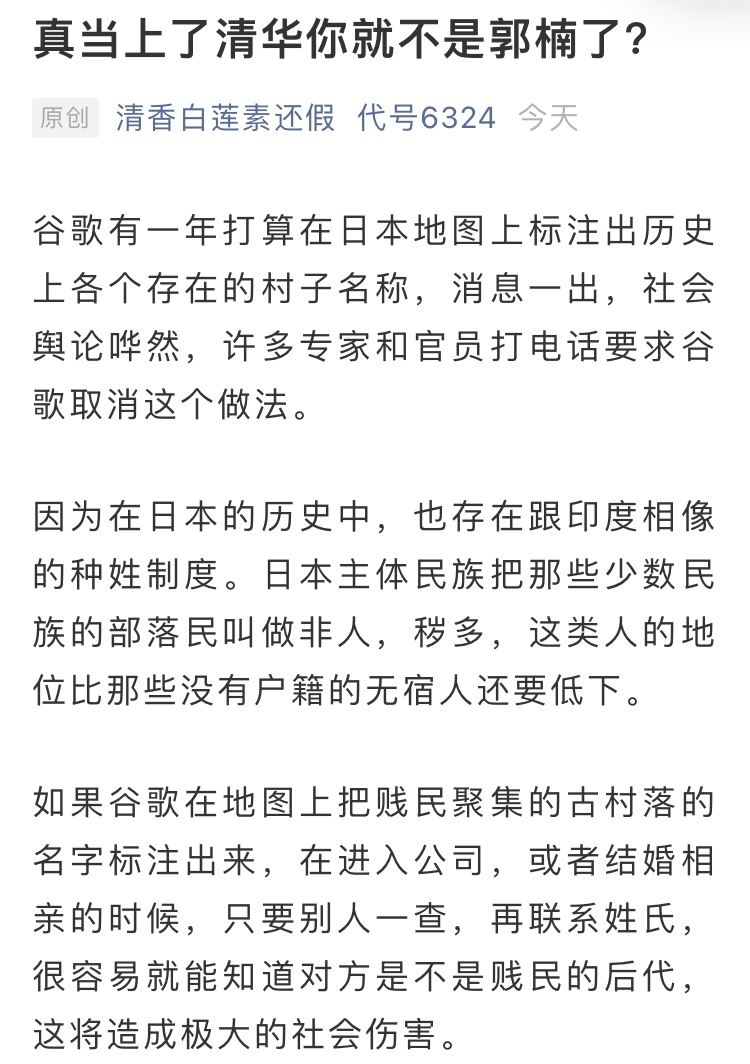 真当上了清华你就不是郭楠了？
原创 清香白莲素还假 代号6324 今天
谷歌有一年打算在日本地图上标注出历史
上各个存在的村子名称，消息一出，社会
舆论哗然，许多专家和官员打电话要求谷
歌取消这个做法。
因为在日本的历史中，也存在跟印度相像
的种姓制度。日本主体民族把那些少数民
族的部落民叫做非人，秽多，这类人的地
位比那些没有户籍的无宿人还要低下。
如果谷歌在地图上把贱民聚集的古村落的
名字标注出来，在进入公司，或者结婚相
亲的时候，只要别人一查，再联系姓氏，
很容易就能知道对方是不是贱民的后代，
这将造成极大的社会伤害。